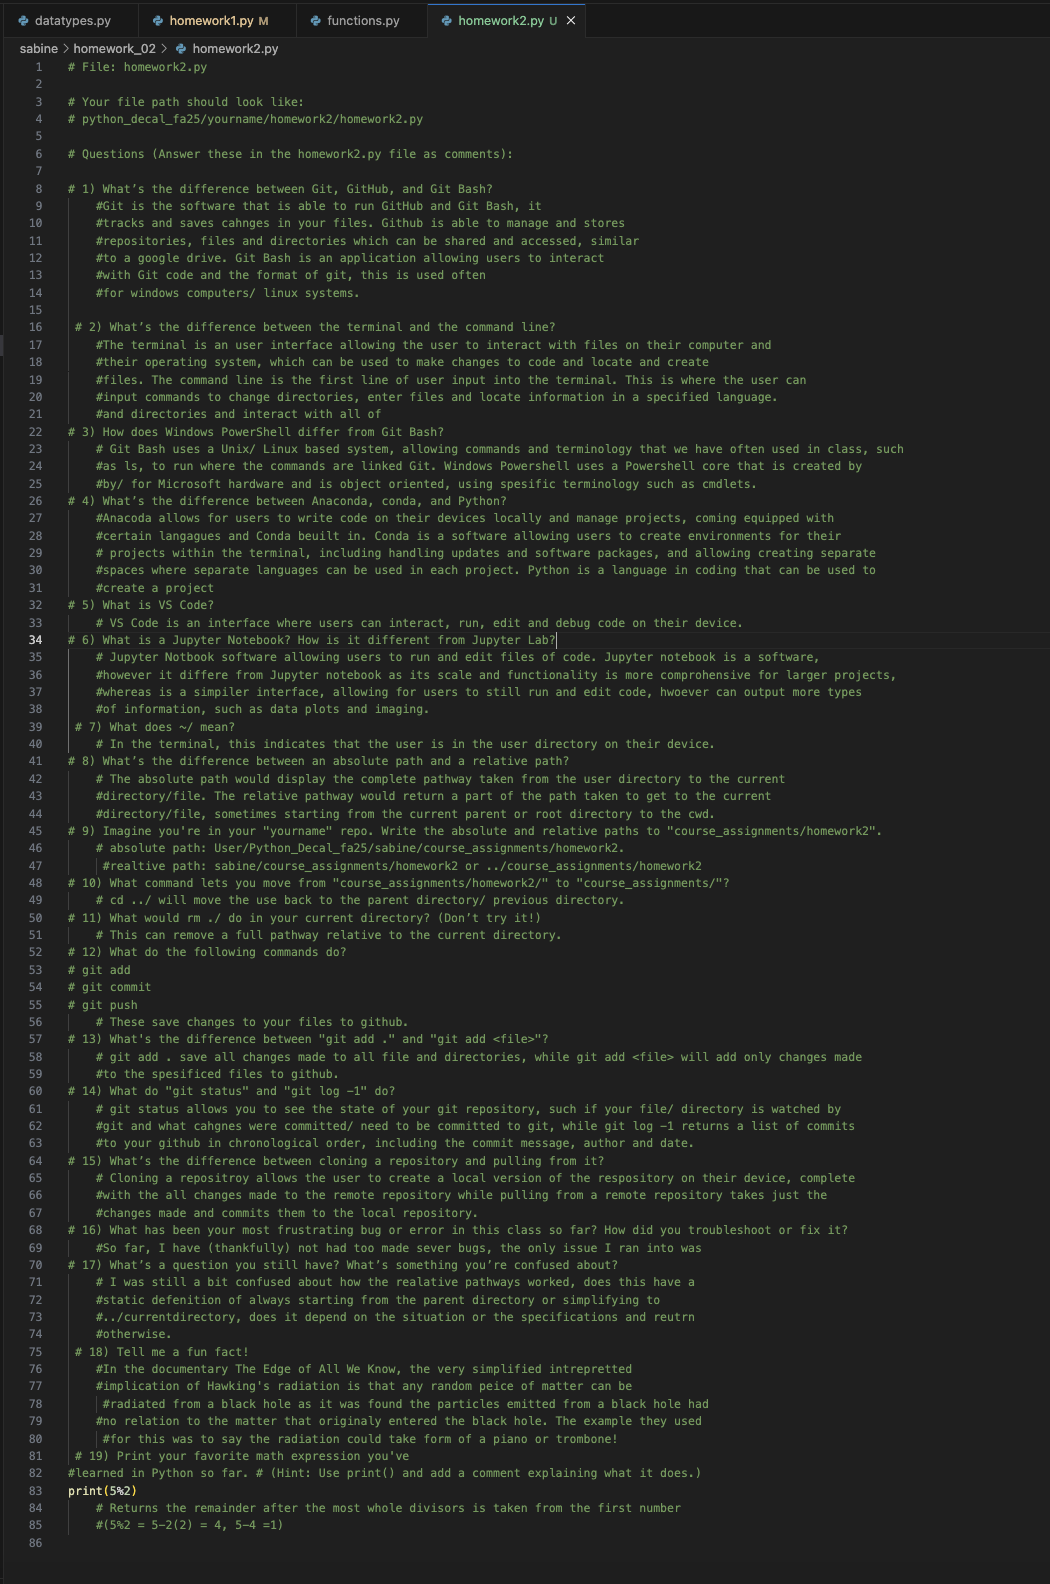 datatypes.py homework1.py M functions.py homework2.py U ×
sabine > homework_02 > homework2.py
1 # File: homework2.py
2
3 # Your file path should look like:
4 # python_decal_fa25/yourname/homework2/homework2.py
5
6 # Questions (Answer these in the homework2.py file as comments):
7
8 # 1) What’s the difference between Git, GitHub, and Git Bash?
9 #Git is the software that is able to run GitHub and Git Bash, it
10 #tracks and saves cahnges in your files. Github is able to manage and stores
11 #repositories, files and directories which can be shared and accessed, similar
12 #to a google drive. Git Bash is an application allowing users to interact
13 #with Git code and the format of git, this is used often
14 #for windows computers/ linux systems.
15
16 # 2) What’s the difference between the terminal and the command line?
17 #The terminal is an user interface allowing the user to interact with files on their computer and
18 #their operating system, which can be used to make changes to code and locate and create
19 #files. The command line is the first line of user input into the terminal. This is where the user can
20 #input commands to change directories, enter files and locate information in a specified language.
21 #and directories and interact with all of
22 # 3) How does Windows PowerShell differ from Git Bash?
23 # Git Bash uses a Unix/ Linux based system, allowing commands and terminology that we have often used in class, such
24 #as ls, to run where the commands are linked Git. Windows Powershell uses a Powershell core that is created by
25 #by/ for Microsoft hardware and is object oriented, using spesific terminology such as cmdlets.
26 # 4) What’s the difference between Anaconda, conda, and Python?
27 #Anacoda allows for users to write code on their devices locally and manage projects, coming equipped with
28 #certain langagues and Conda beuilt in. Conda is a software allowing users to create environments for their
29 # projects within the terminal, including handling updates and software packages, and allowing creating separate
30 #spaces where separate languages can be used in each project. Python is a language in coding that can be used to
31 #create a project
32 # 5) What is VS Code?
33 # VS Code is an interface where users can interact, run, edit and debug code on their device.
34 # 6) What is a Jupyter Notebook? How is it different from Jupyter Lab?
35 # Jupyter Notbook software allowing users to run and edit files of code. Jupyter notebook is a software,
36 #however it differe from Jupyter notebook as its scale and functionality is more comprehensive for larger projects,
37 #whereas is a simpiler interface, allowing for users to still run and edit code, hwoever can output more types
38 #of information, such as data plots and imaging.
39 # 7) What does ~/ mean?
40 # In the terminal, this indicates that the user is in the user directory on their device.
41 # 8) What’s the difference between an absolute path and a relative path?
42 # The absolute path would display the complete pathway taken from the user directory to the current
43 #directory/file. The relative pathway would return a part of the path taken to get to the current
44 #directory/file, sometimes starting from the current parent or root directory to the cwd.
45 # 9) Imagine you're in your "yourname" repo. Write the absolute and relative paths to "course_assignments/homework2".
46 # absolute path: User/Python_Decal_fa25/sabine/course_assignments/homework2.
47 #realtive path: sabine/course_assignments/homework2 or ../course_assignments/homework2
48 # 10) What command lets you move from "course_assignments/homework2/" to "course_assignments/"?
49 # cd ../ will move the use back to the parent directory/ previous directory.
50 # 11) What would rm ./ do in your current directory? (Don’t try it!)
51 # This can remove a full pathway relative to the current directory.
52 # 12) What do the following commands do?
53 # git add
54 # git commit
55 # git push
56 # These save changes to your files to github.
57 # 13) What's the difference between "git add ." and "git add <file>"?
58 # git add . save all changes made to all file and directories, while git add <file> will add only changes made
59 #to the spesificed files to github.
60 # 14) What do "git status" and "git log -1" do?
61 # git status allows you to see the state of your git repository, such if your file/ directory is watched by
62 #git and what cahgnes were committed/ need to be committed to git, while git log -1 returns a list of commits
63 #to your github in chronological order, including the commit message, author and date.
64 # 15) What’s the difference between cloning a repository and pulling from it?
65 # Cloning a repositroy allows the user to create a local version of the respository on their device, complete
66 #with the all changes made to the remote repository while pulling from a remote repository takes just the
67 #changes made and commits them to the local repository.
68 # 16) What has been your most frustrating bug or error in this class so far? How did you troubleshoot or fix it?
69 #So far, I have (thankfully) not had too made sever bugs, the only issue I ran into was
70 # 17) What’s a question you still have? What’s something you’re confused about?
71 # I was still a bit confused about how the realative pathways worked, does this have a
72 #static defenition of always starting from the parent directory or simplifying to
73 #../currentdirectory, does it depend on the situation or the specifications and reutrn
74 #otherwise.
75 # 18) Tell me a fun fact!
76 #In the documentary The Edge of All We Know, the very simplified intrepretted
77 #implication of Hawking's radiation is that any random peice of matter can be
78 #radiated from a black hole as it was found the particles emitted from a black hole had
79 #no relation to the matter that originaly entered the black hole. The example they used
80 #for this was to say the radiation could take form of a piano or trombone!
81 # 19) Print your favorite math expression you've
82 #learned in Python so far. # (Hint: Use print() and add a comment explaining what it does.)
83 print(5%2)
84 # Returns the remainder after the most whole divisors is taken from the first number
85 #(5%2 = 5-2(2) = 4, 5-4 =1)
86